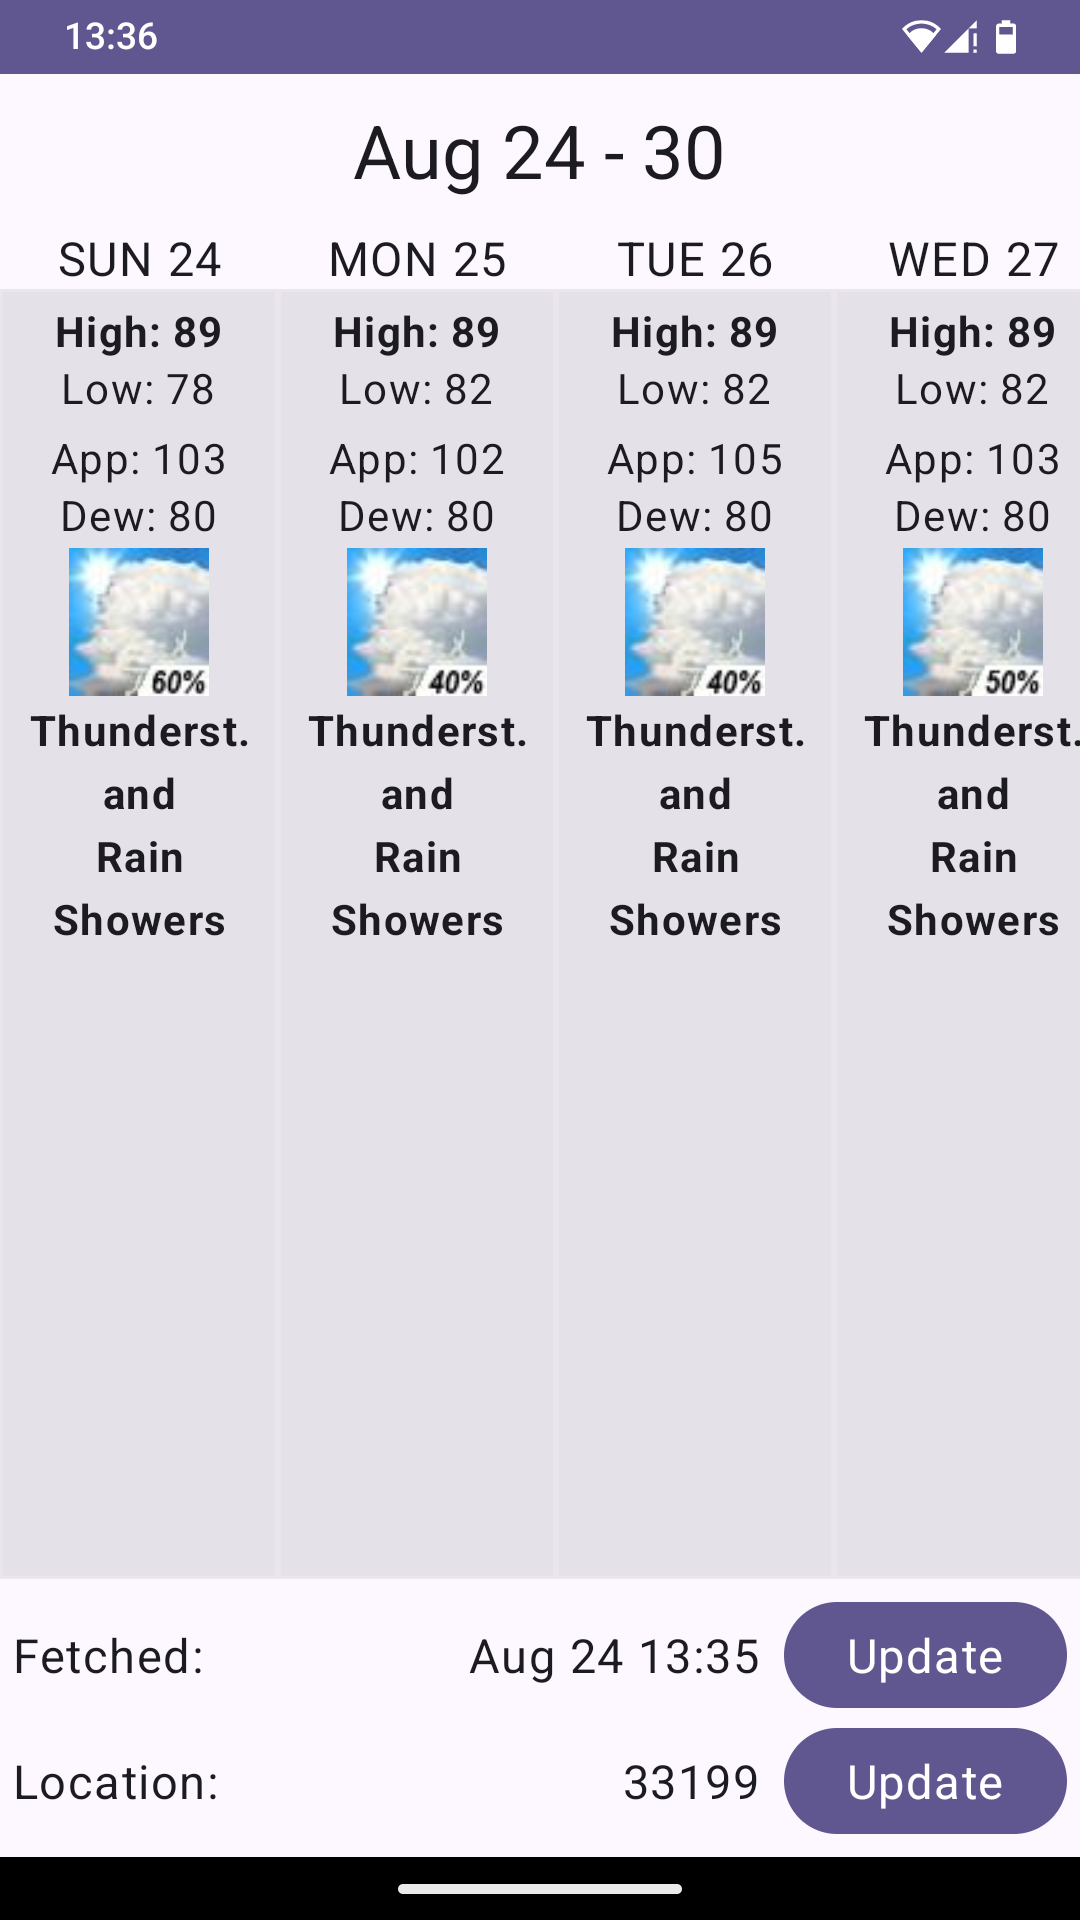 13:36
Aug 24 - 30
SUN 24 MON 25 TUE 26 WED 27
High: 89 High: 89 High: 89 High: 89
Low: 78 Low: 82 Low: 82 Low: 82
App: 103 App: 102 App: 105 App: 103
Dew: 80 Dew: 80 Dew: 80 Dew: 80
60% 40% 40% 50%
Thunderst. Thunderst. Thunderst. Thunderst.
and and and and
Rain Rain Rain Rain
Showers Showers Showers Showers
Fetched: Aug 24 13:35 Update
Location: 33199 Update